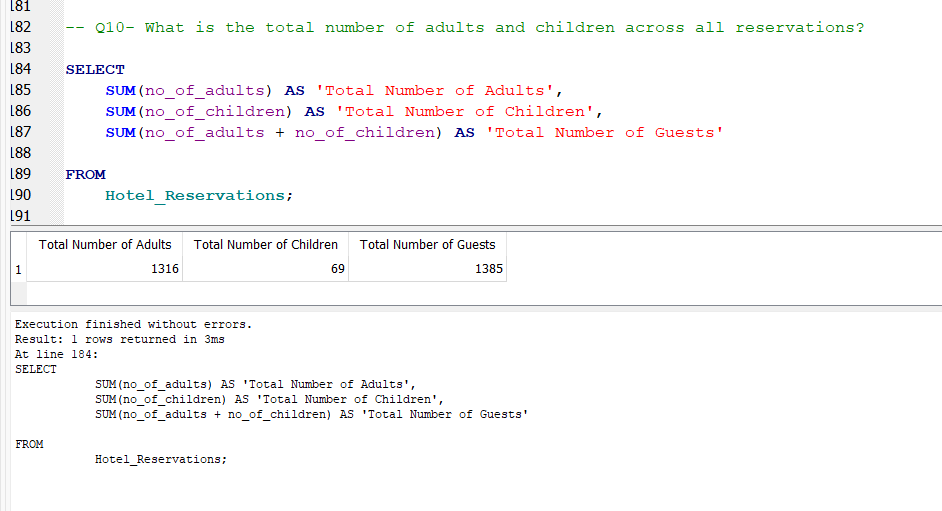 181
182 -- Q10- What is the total number of adults and children across all reservations?
183
184 SELECT
185 SUM(no_of_adults) AS 'Total Number of Adults',
186 SUM(no_of_children) AS 'Total Number of Children',
187 SUM(no_of_adults + no_of_children) AS 'Total Number of Guests'
188
189 FROM
190 Hotel_Reservations;
191
Total Number of Adults Total Number of Children Total Number of Guests
1 1316 69 1385
Execution finished without errors.
Result: 1 rows returned in 3ms
At line 184:
SELECT
SUM(no_of_adults) AS 'Total Number of Adults',
SUM(no_of_children) AS 'Total Number of Children',
SUM(no_of_adults + no_of_children) AS 'Total Number of Guests'
FROM
Hotel_Reservations;